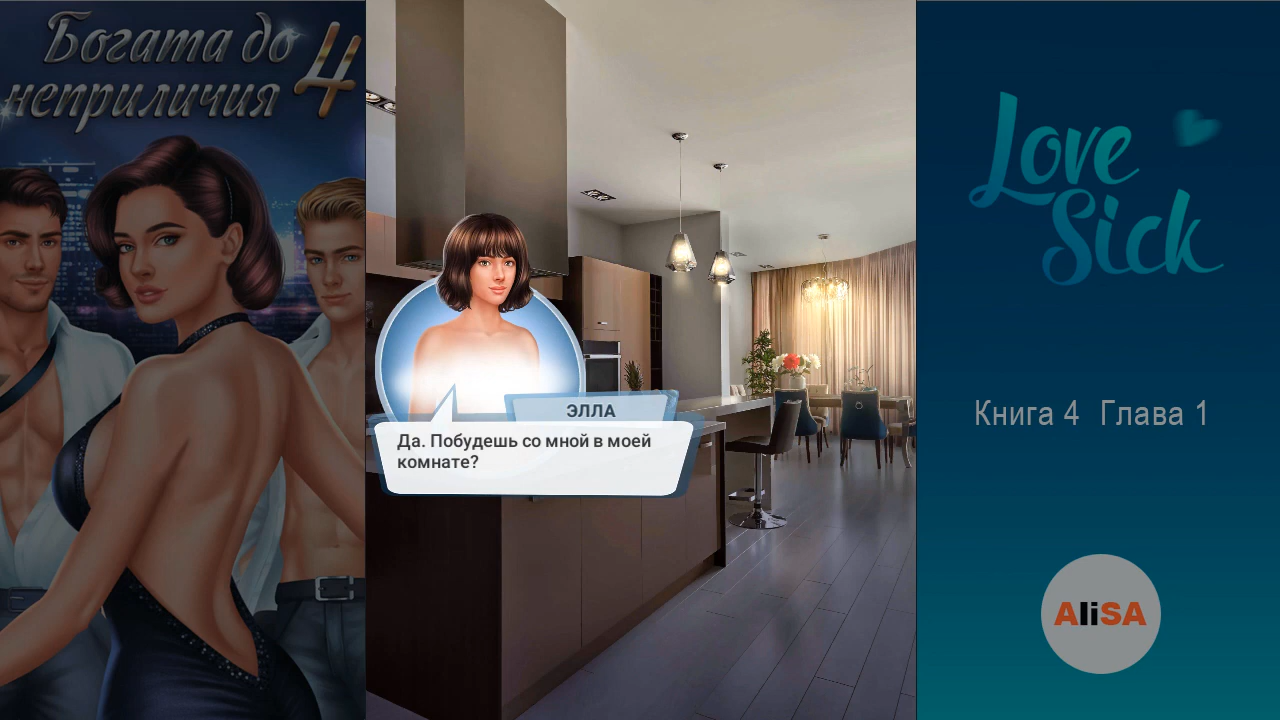 Богата до
неприличия 4
ЭЛЛА
Да. Побудешь со мной в моей
комнате?
Love
Sick
Книга 4 Глава 1
AliSA